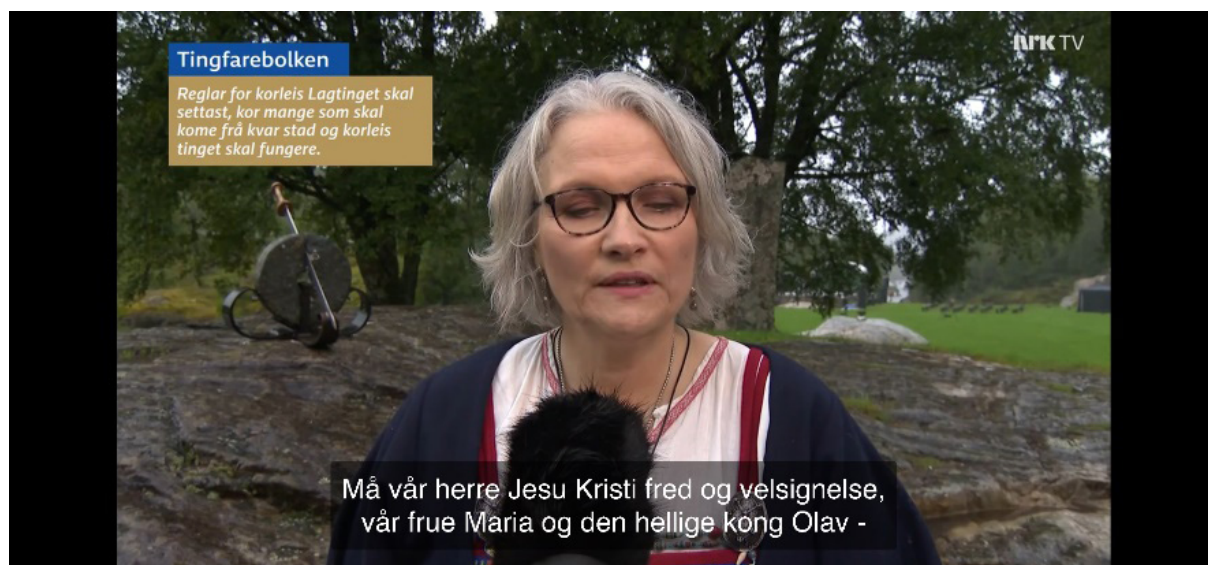 Tingfarebolken
nrk TV
Reglar for korleis Lagtinget skal
settast, kor mange som skal
kome frå kvar stad og korleis
tinget skal fungere.
Må vår herre Jesu Kristi fred og velsignelse,
vår frue Maria og den hellige kong Olav -